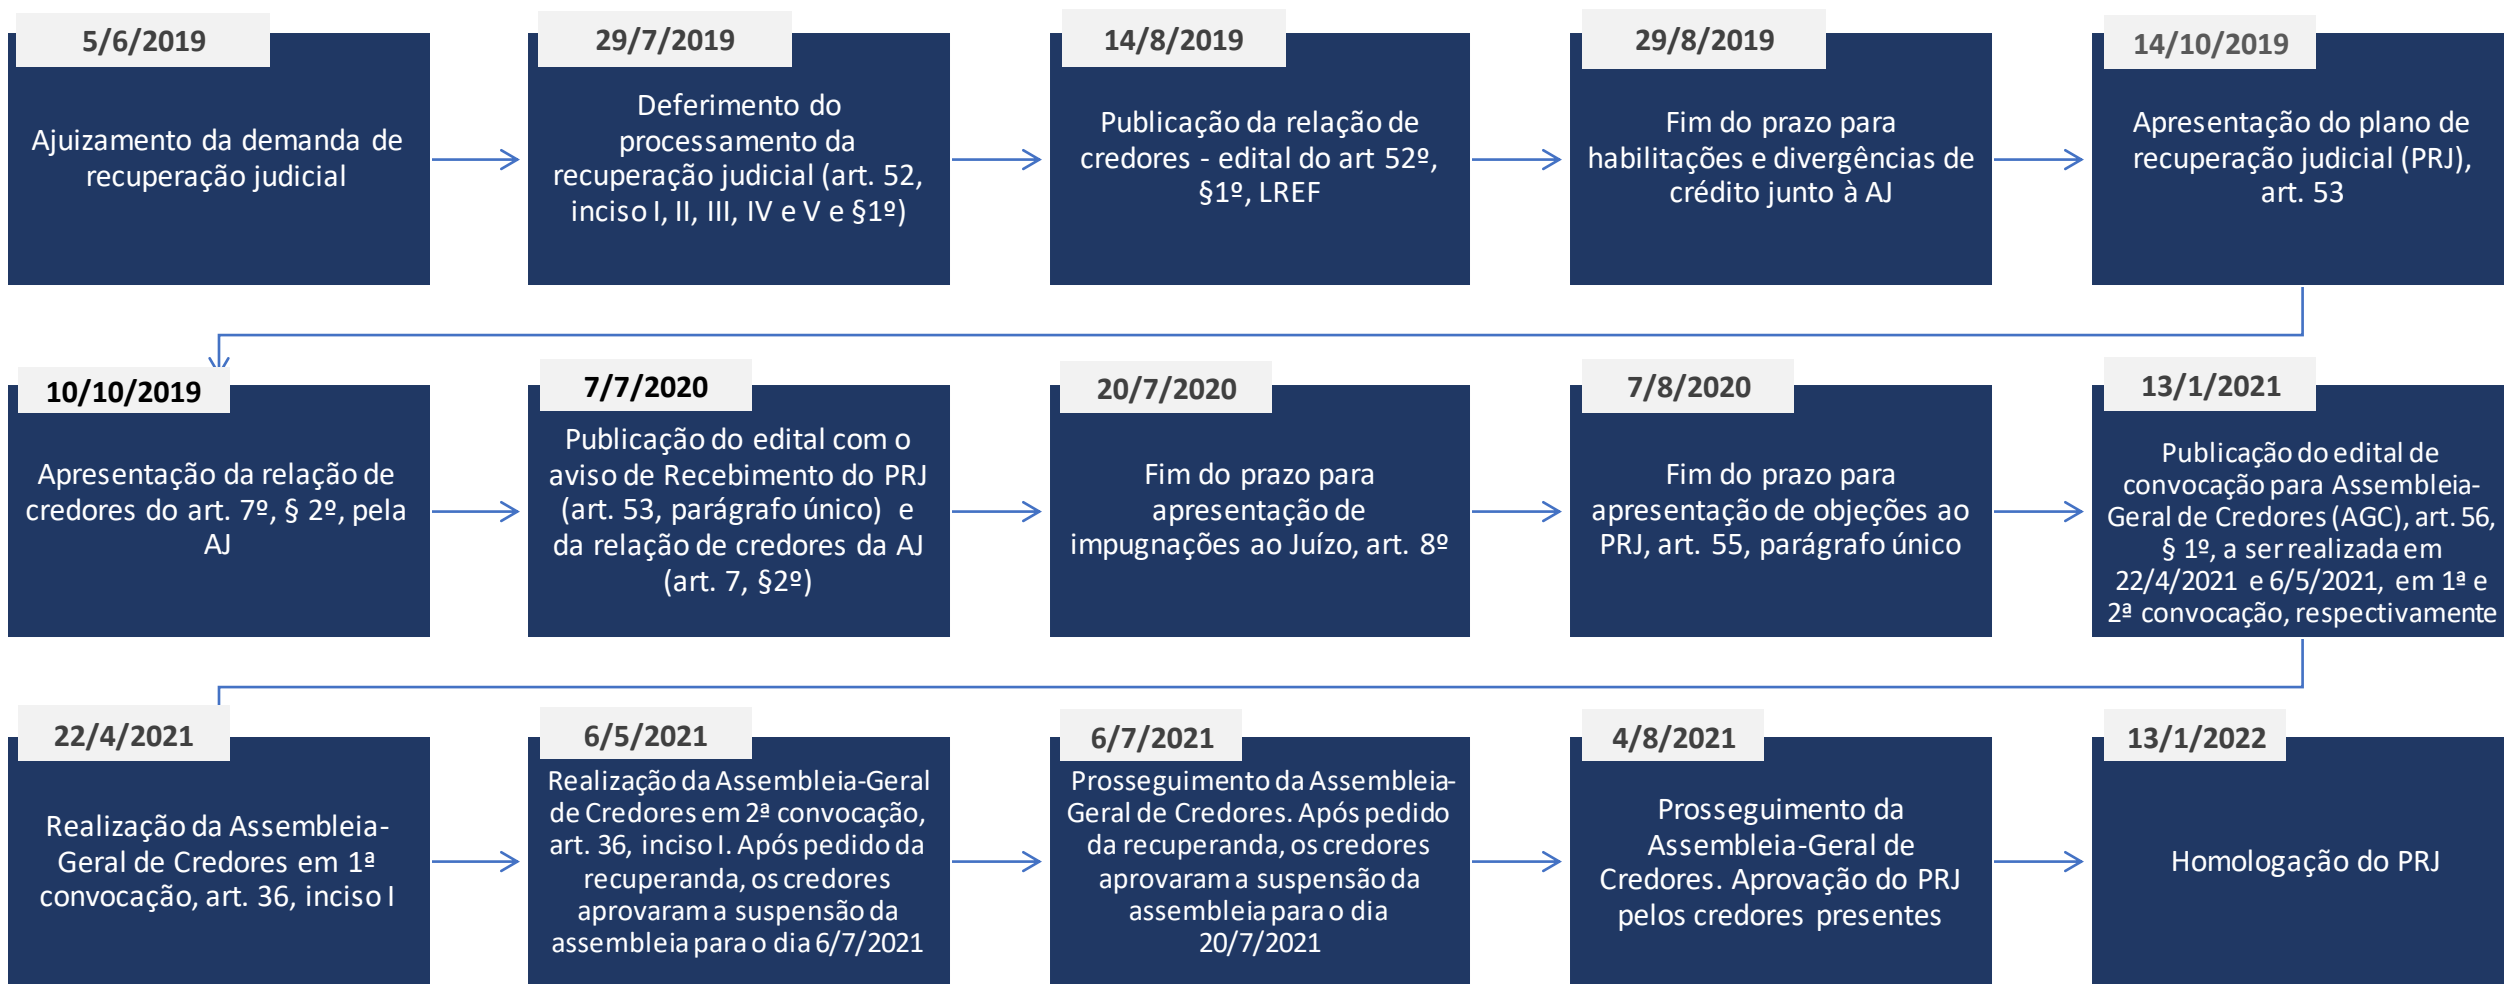 5/6/2019
Ajuizamento da demanda de
recuperação judicial
29/7/2019
Deferimento do
processamento da
recuperação judicial (art. 52,
inciso I, II, III, IV e V e §1º)
14/8/2019
Publicação da relação de
credores - edital do art 52º,
§1º, LREF
29/8/2019
Fim do prazo para
habilitações e divergências de
crédito junto à AJ
14/10/2019
Apresentação do plano de
recuperação judicial (PRJ),
art. 53
10/10/2019
Apresentação da relação de
credores do art. 7º, § 2º, pela
AJ
7/7/2020
Publicação do edital com o
aviso de Recebimento do PRJ
(art. 53, parágrafo único) e
da relação de credores da AJ
(art. 7, §2º)
20/7/2020
Fim do prazo para
apresentação de
impugnações ao Juízo, art. 8º
7/8/2020
Fim do prazo para
apresentação de objeções ao
PRJ, art. 55, parágrafo único
13/1/2021
Publicação do edital de
convocação para Assembleia-
Geral de Credores (AGC), art. 56,
§ 1º, a ser realizada em
22/4/2021 e 6/5/2021, em 1ª e
2ª convocação, respectivamente
22/4/2021
Realização da Assembleia-
Geral de Credores em 1ª
convocação, art. 36, inciso I
6/5/2021
Realização da Assembleia-Geral
de Credores em 2ª convocação,
art. 36, inciso I. Após pedido da
recuperanda, os credores
aprovaram a suspensão da
assembleia para o dia 6/7/2021
6/7/2021
Prosseguimento da Assembleia-
Geral de Credores. Após pedido
da recuperanda, os credores
aprovaram a suspensão da
assembleia para o dia
20/7/2021
4/8/2021
Prosseguimento da
Assembleia-Geral de
Credores. Aprovação do PRJ
pelos credores presentes
13/1/2022
Homologação do PRJ